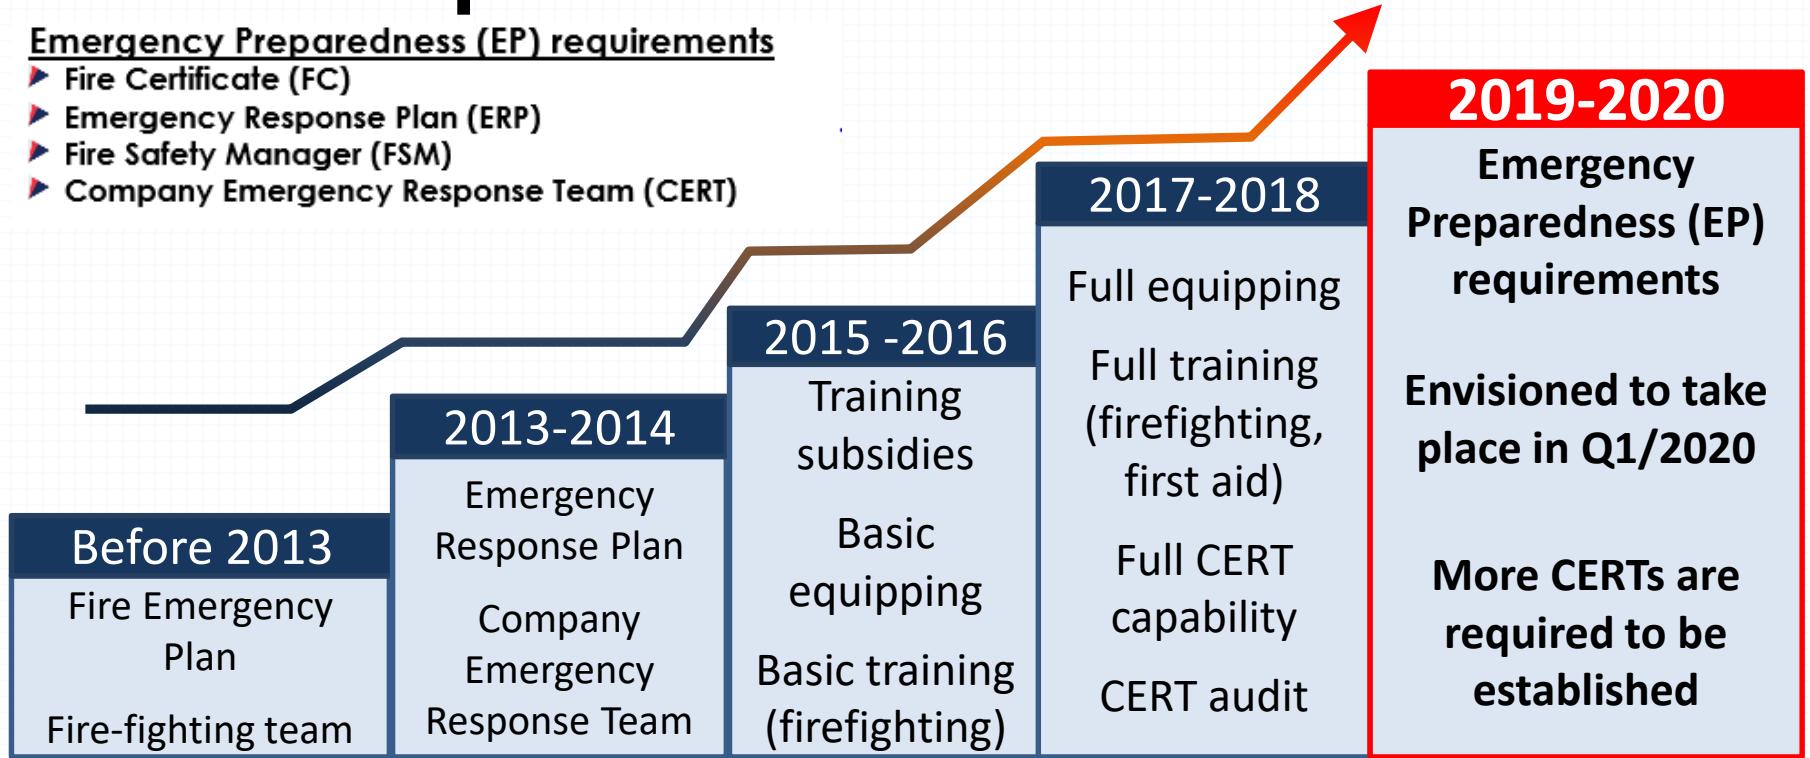 Emergency Preparedness (EP) requirements
Fire Certificate (FC)
Emergency Response Plan (ERP)
Fire Safety Manager (FSM)
Company Emergency Response Team (CERT)
Before 2013
Fire Emergency
Plan
Fire-fighting team
2013-2014
Emergency
Response Plan
Company
Emergency
Response Team
2015 -2016
Training
subsidies
Basic
equipping
Basic training
(firefighting)
2017-2018
Full equipping
Full training
(firefighting,
first aid)
Full CERT
capability
CERT audit
2019-2020
Emergency
Preparedness (EP)
requirements
Envisioned to take
place in Q1/2020
More CERTs are
required to be
established